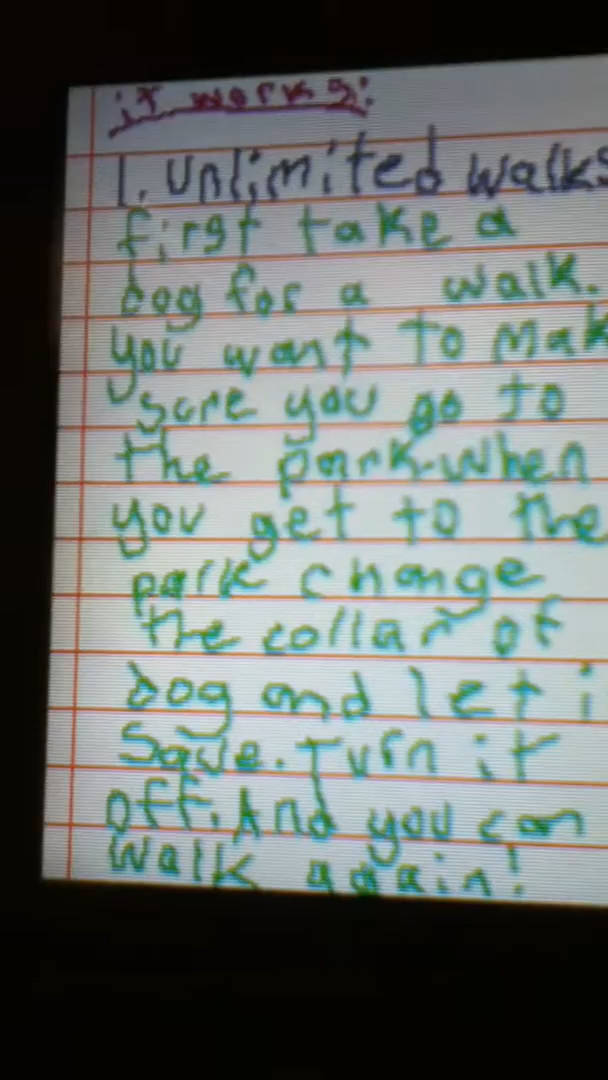 it works:
1. Unlimited walks
first take a
dog for a walk.
you want to mak
sure you go to
the park. when
you get to the
park change
the collar of
dog and let i
save. Turn it
off. And you can
walk again!